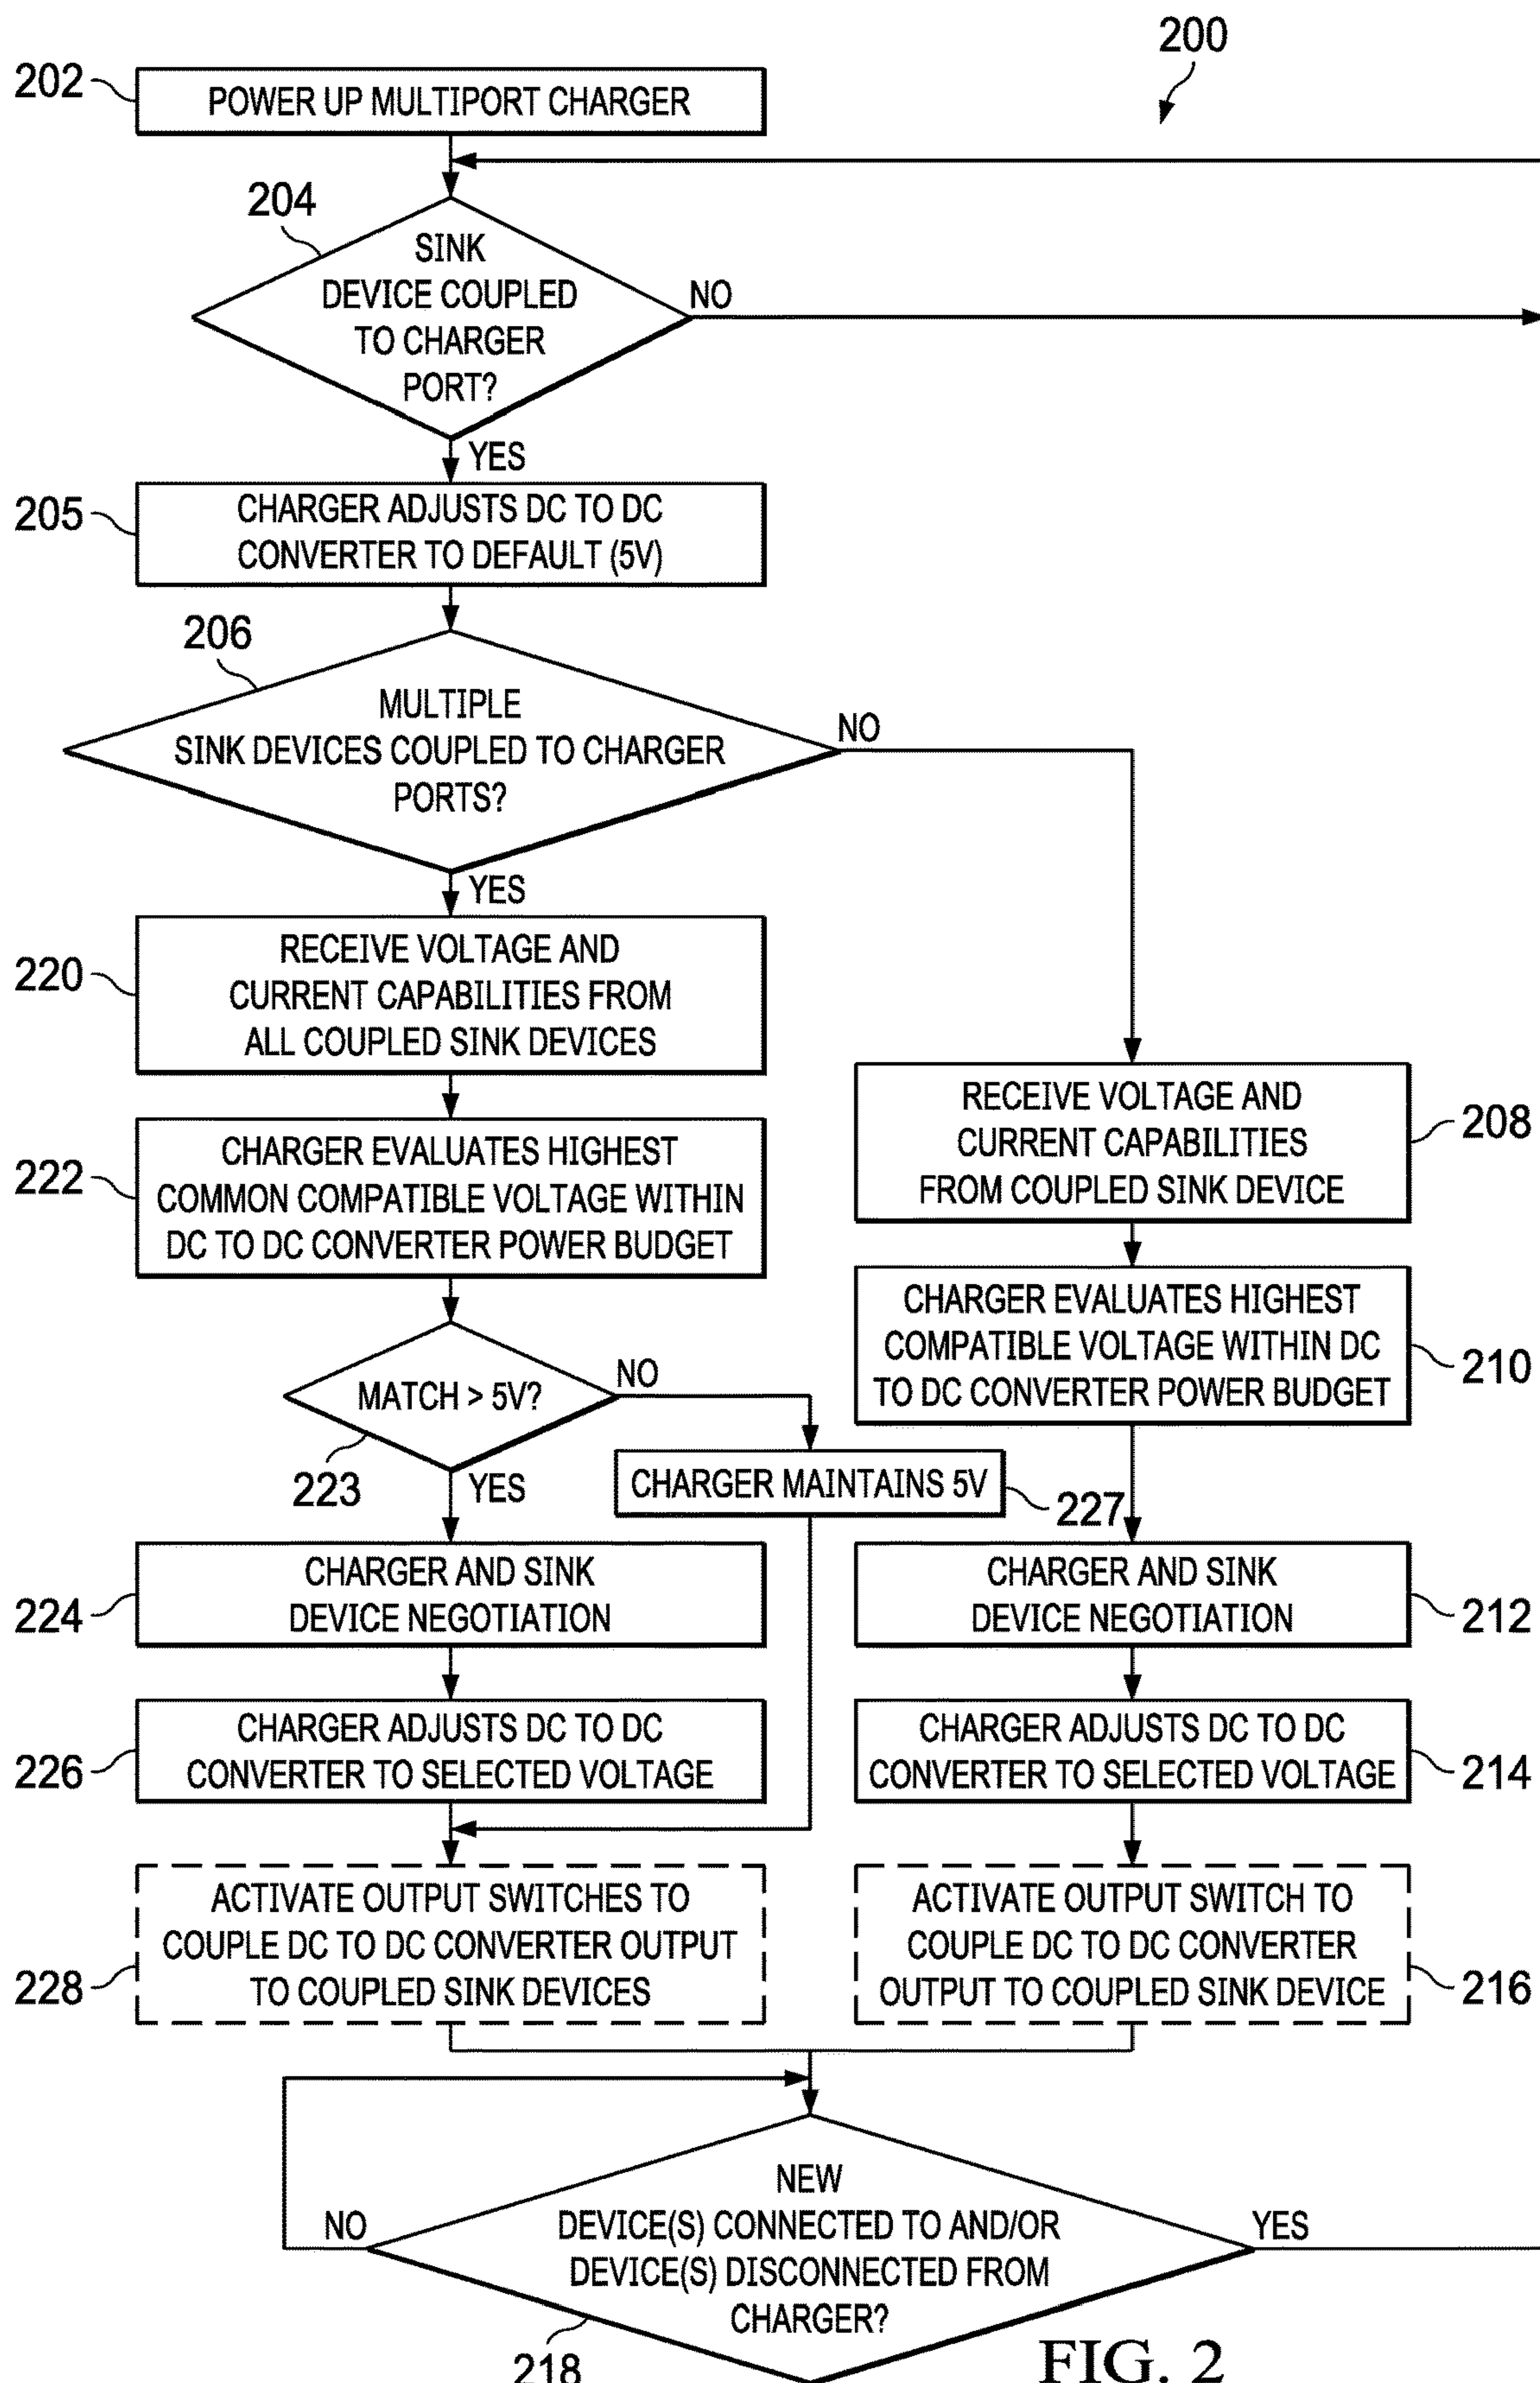 200
202
POWER UP MULTIPORT CHARGER
204
SINK
DEVICE COUPLED
TO CHARGER
PORT?
NO
YES
205
CHARGER ADJUSTS DC TO DC
CONVERTER TO DEFAULT (5V)
206
MULTIPLE
SINK DEVICES COUPLED TO CHARGER
PORTS?
NO
YES
220
RECEIVE VOLTAGE AND
CURRENT CAPABILITIES FROM
ALL COUPLED SINK DEVICES
222
CHARGER EVALUATES HIGHEST
COMMON COMPATIBLE VOLTAGE WITHIN
DC TO DC CONVERTER POWER BUDGET
RECEIVE VOLTAGE AND
CURRENT CAPABILITIES
FROM COUPLED SINK DEVICE
208
CHARGER EVALUATES HIGHEST
COMPATIBLE VOLTAGE WITHIN DC
TO DC CONVERTER POWER BUDGET
210
MATCH > 5V?
NO
223
YES
CHARGER MAINTAINS 5V
227
224
CHARGER AND SINK
DEVICE NEGOTIATION
CHARGER AND SINK
DEVICE NEGOTIATION
212
226
CHARGER ADJUSTS DC TO DC
CONVERTER TO SELECTED VOLTAGE
CHARGER ADJUSTS DC TO DC
CONVERTER TO SELECTED VOLTAGE
214
228
ACTIVATE OUTPUT SWITCHES TO
COUPLE DC TO DC CONVERTER OUTPUT
TO COUPLED SINK DEVICES
ACTIVATE OUTPUT SWITCH TO
COUPLE DC TO DC CONVERTER
OUTPUT TO COUPLED SINK DEVICE
216
NO
NEW
DEVICE(S) CONNECTED TO AND/OR
DEVICE(S) DISCONNECTED FROM
CHARGER?
YES
218
FIG. 2